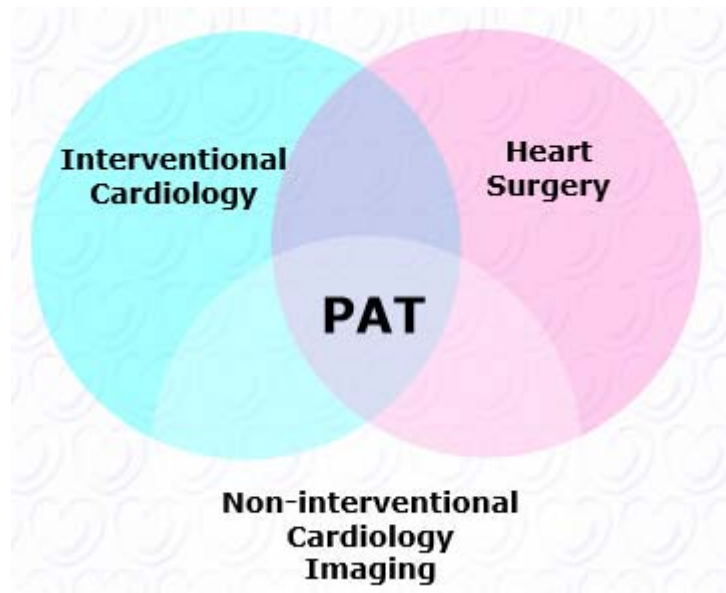 Interventional
Cardiology
Heart
Surgery
PAT
Non-interventional
Cardiology
Imaging